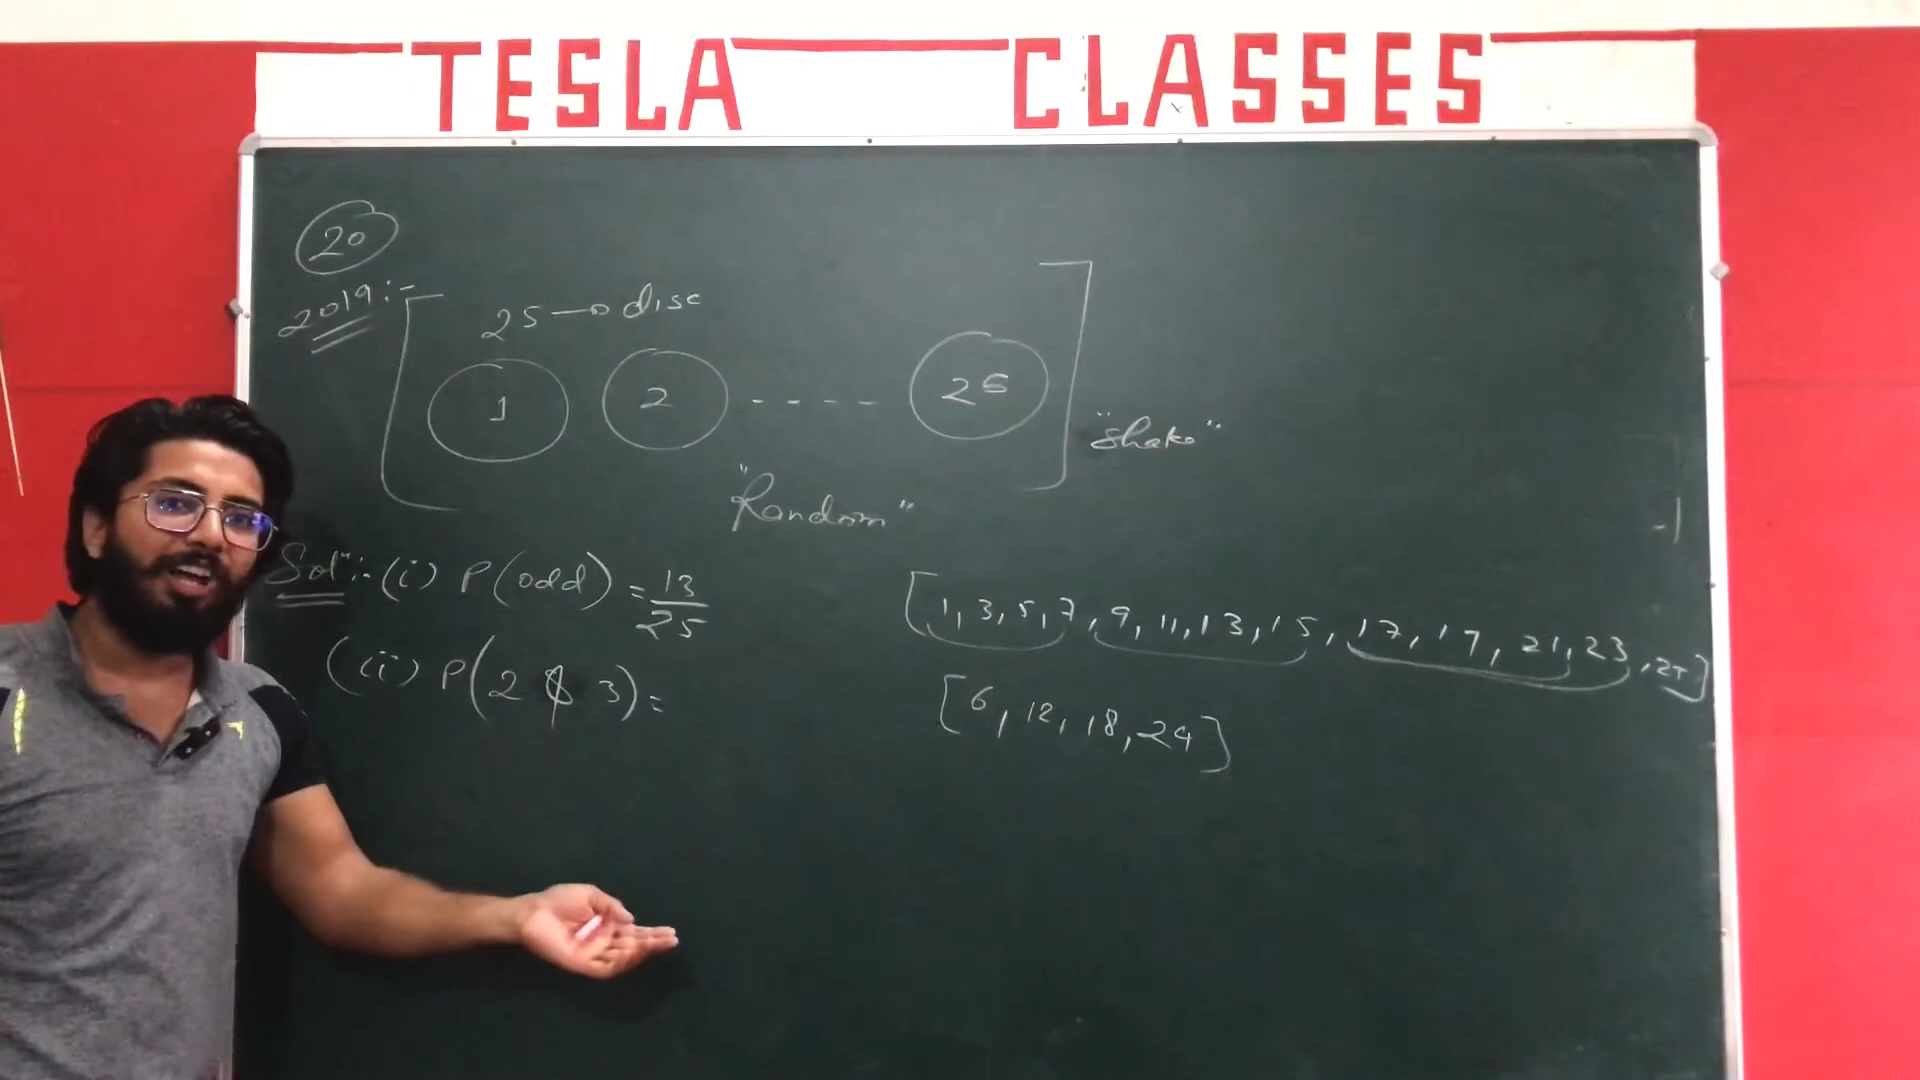 TESLA CLASSES
20
2019:-
25 → disc
1 2 ---- 25
"Shake"
"Random"
Solⁿ:- (i) P(odd) = 13/25
[1, 3, 5, 7, 9, 11, 13, 15, 17, 19, 21, 23, 25]
(ii) P(2 & 3) =
[6, 12, 18, 24]